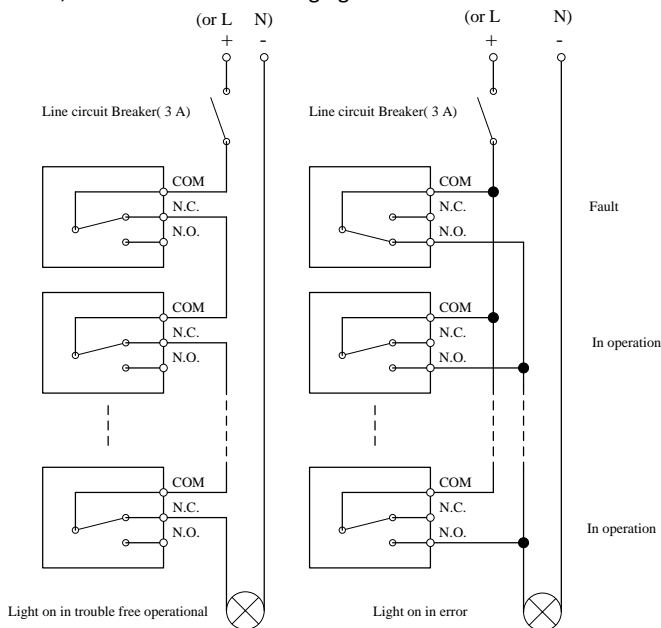 (or L N)
+ -
Line circuit Breaker( 3 A)
COM
N.C.
N.O.
COM
N.C.
N.O.
COM
N.C.
N.O.
Light on in trouble free operational
(or L N)
+ -
Line circuit Breaker( 3 A)
COM
N.C.
N.O.
Fault
COM
N.C.
N.O.
In operation
COM
N.C.
N.O.
In operation
Light on in error